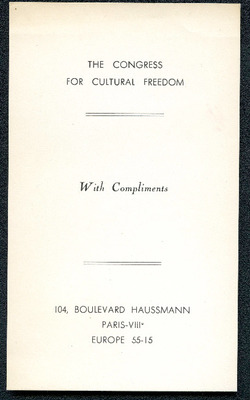 THE CONGRESS
FOR CULTURAL FREEDOM
With Compliments
104, BOULEVARD HAUSSMANN
PARIS-VIIIe
EUROPE 55-15